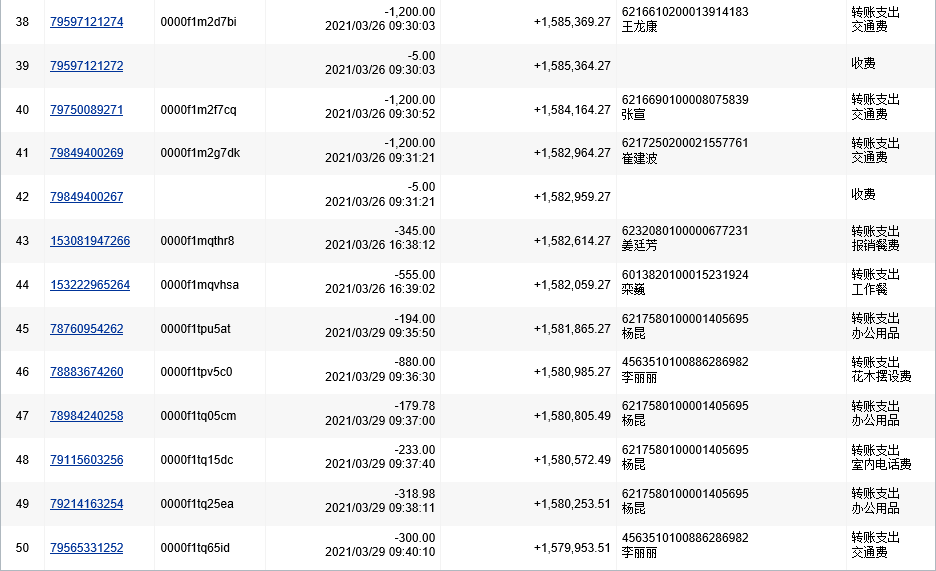 38 79597121274 0000f1m2d7bi -1,200.00 +1,585,369.27 6216610200013914183 转账支出
2021/03/26 09:30:03 王龙康 交通费
39 79597121272 -5.00 +1,585,364.27 收费
2021/03/26 09:30:03
40 79750089271 0000f1m2f7cq -1,200.00 +1,584,164.27 6216690100008075839 转账支出
2021/03/26 09:30:52 张宣 交通费
41 79849400269 0000f1m2g7dk -1,200.00 +1,582,964.27 6217250200021557761 转账支出
2021/03/26 09:31:21 崔建波 交通费
42 79849400267 -5.00 +1,582,959.27 收费
2021/03/26 09:31:21
43 153081947266 0000f1mqthr8 -345.00 +1,582,614.27 6232080100000677231 转账支出
2021/03/26 16:38:12 姜廷芳 报销餐费
44 153222965264 0000f1mqvhsa -555.00 +1,582,059.27 6013820100015231924 转账支出
2021/03/26 16:39:02 栾巍 工作餐
45 78760954262 0000f1tpu5at -194.00 +1,581,865.27 6217580100001405695 转账支出
2021/03/29 09:35:50 杨昆 办公用品
46 78883674260 0000f1tpv5c0 -880.00 +1,580,985.27 4563510100886286982 转账支出
2021/03/29 09:36:30 李丽丽 花木摆设费
47 78984240258 0000f1tq05cm -179.78 +1,580,805.49 6217580100001405695 转账支出
2021/03/29 09:37:00 杨昆 办公用品
48 79115603256 0000f1tq15dc -233.00 +1,580,572.49 6217580100001405695 转账支出
2021/03/29 09:37:40 杨昆 室内电话费
49 79214163254 0000f1tq25ea -318.98 +1,580,253.51 6217580100001405695 转账支出
2021/03/29 09:38:11 杨昆 办公用品
50 79565331252 0000f1tq65id -300.00 +1,579,953.51 4563510100886286982 转账支出
2021/03/29 09:40:10 李丽丽 交通费